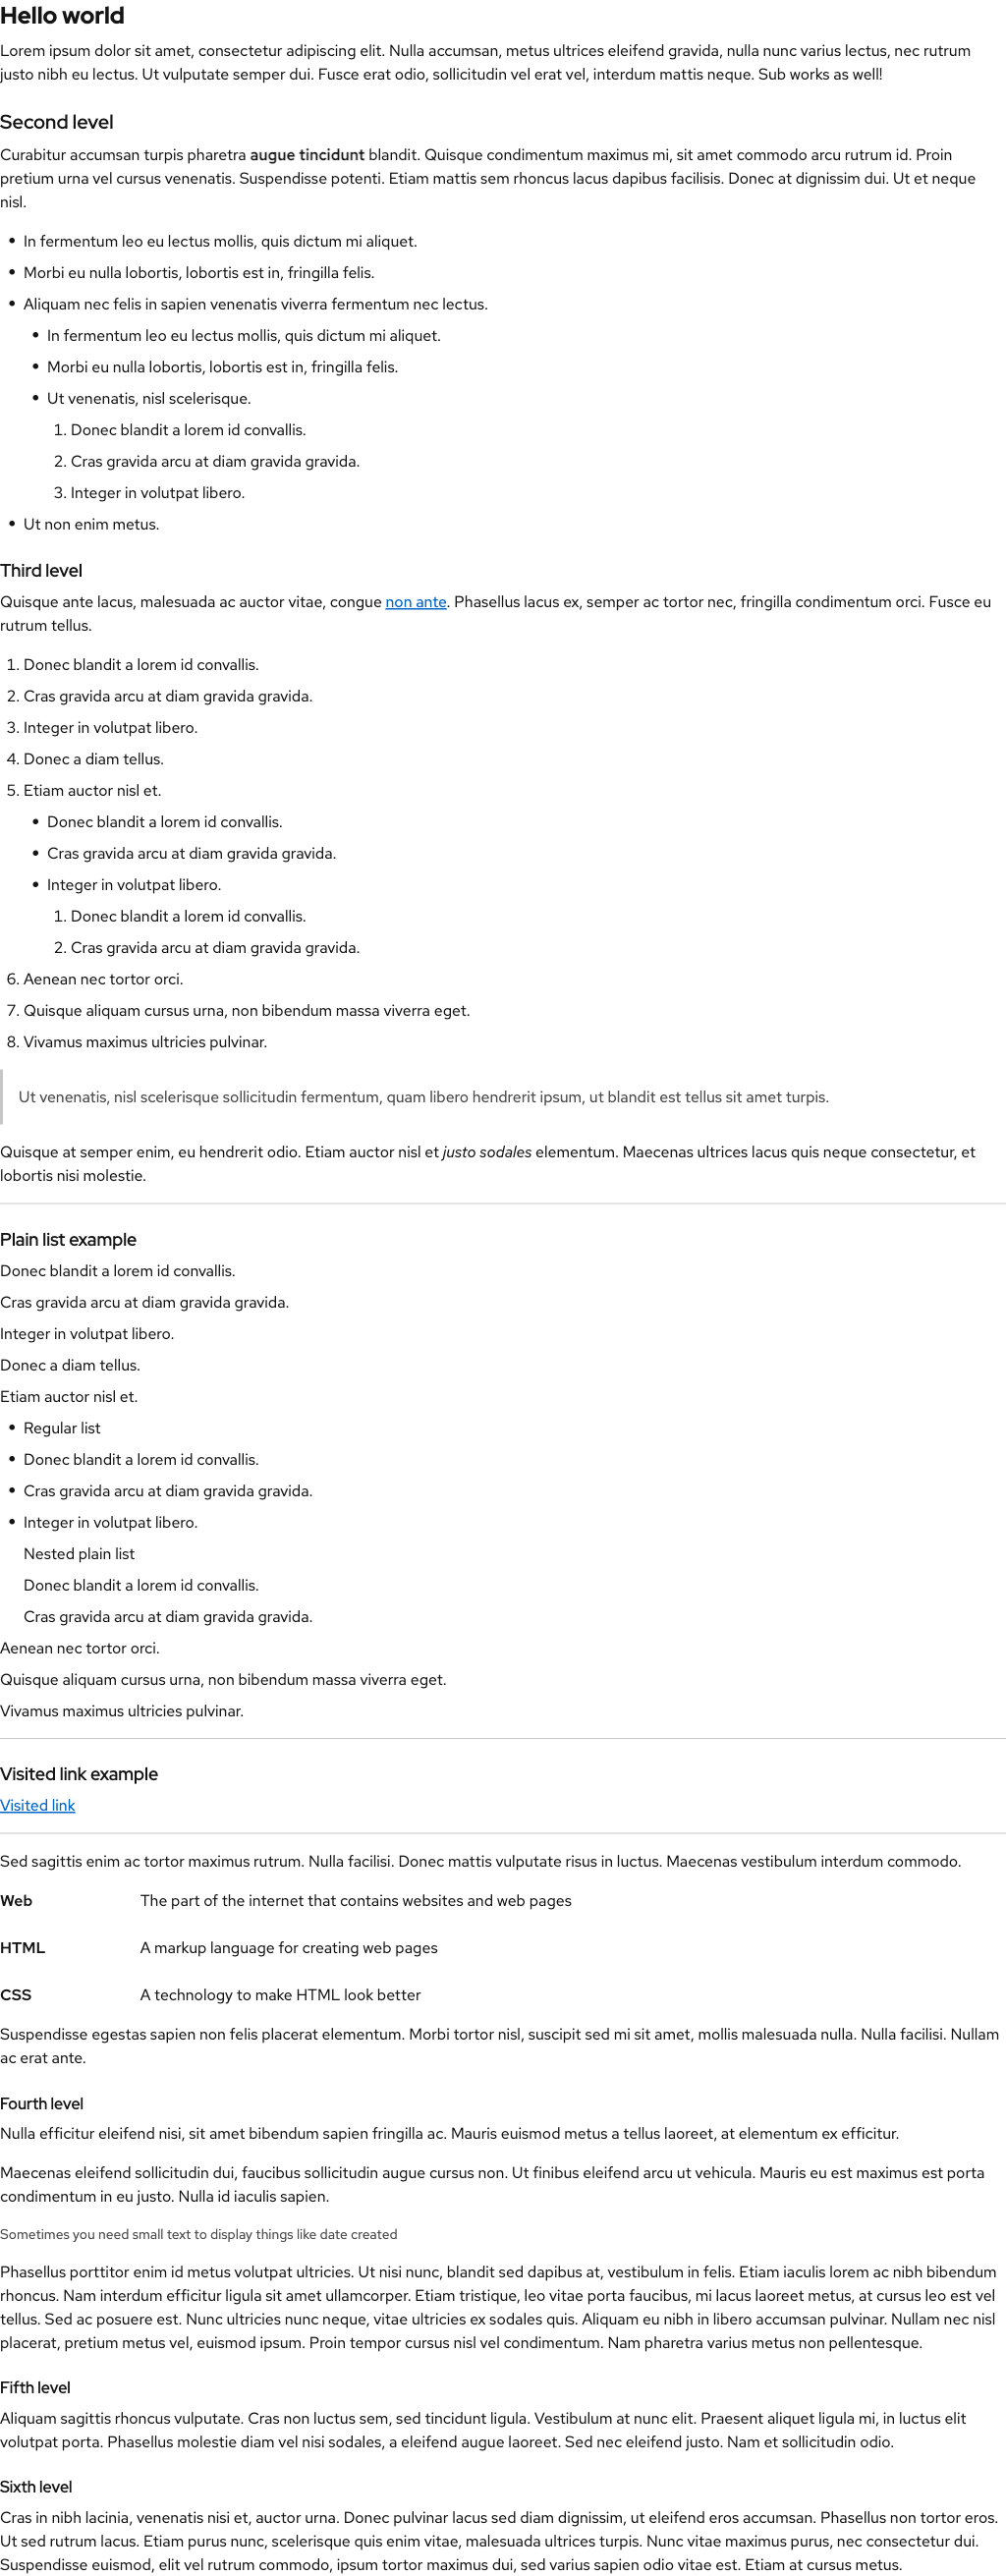 Hello world
Lorem ipsum dolor sit amet, consectetur adipiscing elit. Nulla accumsan, metus ultrices eleifend gravida, nulla nunc varius lectus, nec rutrum
justo nibh eu lectus. Ut vulputate semper dui. Fusce erat odio, sollicitudin vel erat vel, interdum mattis neque. Sub works as well!
Second level
Curabitur accumsan turpis pharetra augue tincidunt blandit. Quisque condimentum maximus mi, sit amet commodo arcu rutrum id. Proin
pretium urna vel cursus venenatis. Suspendisse potenti. Etiam mattis sem rhoncus lacus dapibus facilisis. Donec at dignissim dui. Ut et neque
nisl.
• In fermentum leo eu lectus mollis, quis dictum mi aliquet.
• Morbi eu nulla lobortis, lobortis est in, fringilla felis.
• Aliquam nec felis in sapien venenatis viverra fermentum nec lectus.
• In fermentum leo eu lectus mollis, quis dictum mi aliquet.
• Morbi eu nulla lobortis, lobortis est in, fringilla felis.
• Ut venenatis, nisl scelerisque.
1. Donec blandit a lorem id convallis.
2. Cras gravida arcu at diam gravida gravida.
3. Integer in volutpat libero.
• Ut non enim metus.
Third level
Quisque ante lacus, malesuada ac auctor vitae, congue non ante. Phasellus lacus ex, semper ac tortor nec, fringilla condimentum orci. Fusce eu
rutrum tellus.
1. Donec blandit a lorem id convallis.
2. Cras gravida arcu at diam gravida gravida.
3. Integer in volutpat libero.
4. Donec a diam tellus.
5. Etiam auctor nisl et.
• Donec blandit a lorem id convallis.
• Cras gravida arcu at diam gravida gravida.
• Integer in volutpat libero.
1. Donec blandit a lorem id convallis.
2. Cras gravida arcu at diam gravida gravida.
6. Aenean nec tortor orci.
7. Quisque aliquam cursus urna, non bibendum massa viverra eget.
8. Vivamus maximus ultricies pulvinar.
Ut venenatis, nisl scelerisque sollicitudin fermentum, quam libero hendrerit ipsum, ut blandit est tellus sit amet turpis.
Quisque at semper enim, eu hendrerit odio. Etiam auctor nisl et justo sodales elementum. Maecenas ultrices lacus quis neque consectetur, et
lobortis nisi molestie.
Plain list example
Donec blandit a lorem id convallis.
Cras gravida arcu at diam gravida gravida.
Integer in volutpat libero.
Donec a diam tellus.
Etiam auctor nisl et.
• Regular list
• Donec blandit a lorem id convallis.
• Cras gravida arcu at diam gravida gravida.
• Integer in volutpat libero.
Nested plain list
Donec blandit a lorem id convallis.
Cras gravida arcu at diam gravida gravida.
Aenean nec tortor orci.
Quisque aliquam cursus urna, non bibendum massa viverra eget.
Vivamus maximus ultricies pulvinar.
Visited link example
Visited link
Sed sagittis enim ac tortor maximus rutrum. Nulla facilisi. Donec mattis vulputate risus in luctus. Maecenas vestibulum interdum commodo.
Web The part of the internet that contains websites and web pages
HTML A markup language for creating web pages
CSS A technology to make HTML look better
Suspendisse egestas sapien non felis placerat elementum. Morbi tortor nisl, suscipit sed mi sit amet, mollis malesuada nulla. Nulla facilisi. Nullam
ac erat ante.
Fourth level
Nulla efficitur eleifend nisi, sit amet bibendum sapien fringilla ac. Mauris euismod metus a tellus laoreet, at elementum ex efficitur.
Maecenas eleifend sollicitudin dui, faucibus sollicitudin augue cursus non. Ut finibus eleifend arcu ut vehicula. Mauris eu est maximus est porta
condimentum in eu justo. Nulla id iaculis sapien.
Sometimes you need small text to display things like date created
Phasellus porttitor enim id metus volutpat ultricies. Ut nisi nunc, blandit sed dapibus at, vestibulum in felis. Etiam iaculis lorem ac nibh bibendum
rhoncus. Nam interdum efficitur ligula sit amet ullamcorper. Etiam tristique, leo vitae porta faucibus, mi lacus laoreet metus, at cursus leo est vel
tellus. Sed ac posuere est. Nunc ultricies nunc neque, vitae ultricies ex sodales quis. Aliquam eu nibh in libero accumsan pulvinar. Nullam nec nisl
placerat, pretium metus vel, euismod ipsum. Proin tempor cursus nisl vel condimentum. Nam pharetra varius metus non pellentesque.
Fifth level
Aliquam sagittis rhoncus vulputate. Cras non luctus sem, sed tincidunt ligula. Vestibulum at nunc elit. Praesent aliquet ligula mi, in luctus elit
volutpat porta. Phasellus molestie diam vel nisi sodales, a eleifend augue laoreet. Sed nec eleifend justo. Nam et sollicitudin odio.
Sixth level
Cras in nibh lacinia, venenatis nisi et, auctor urna. Donec pulvinar lacus sed diam dignissim, ut eleifend eros accumsan. Phasellus non tortor eros.
Ut sed rutrum lacus. Etiam purus nunc, scelerisque quis enim vitae, malesuada ultrices turpis. Nunc vitae maximus purus, nec consectetur dui.
Suspendisse euismod, elit vel rutrum commodo, ipsum tortor maximus dui, sed varius sapien odio vitae est. Etiam at cursus metus.